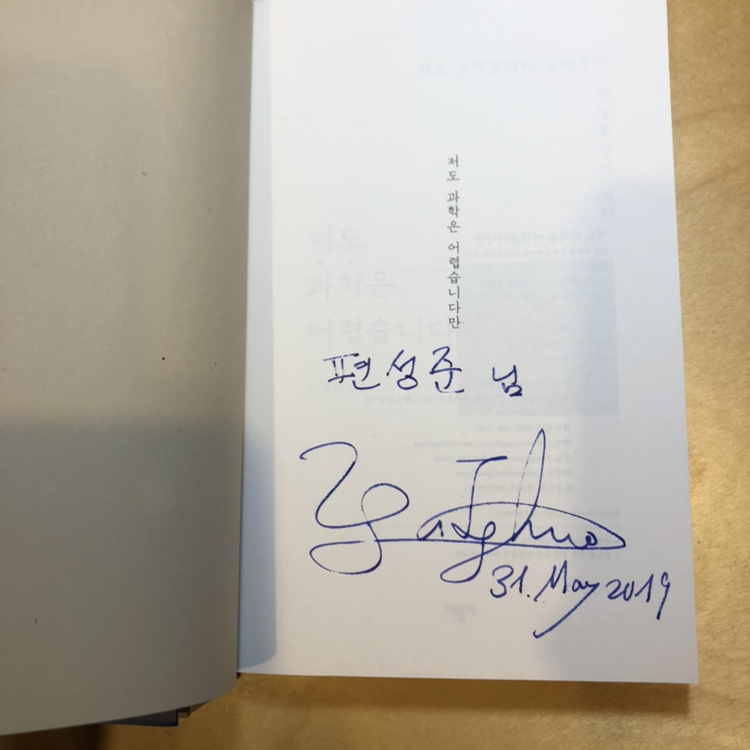 저도 과학은 어렵습니다만
편성준 님
31. May 2019